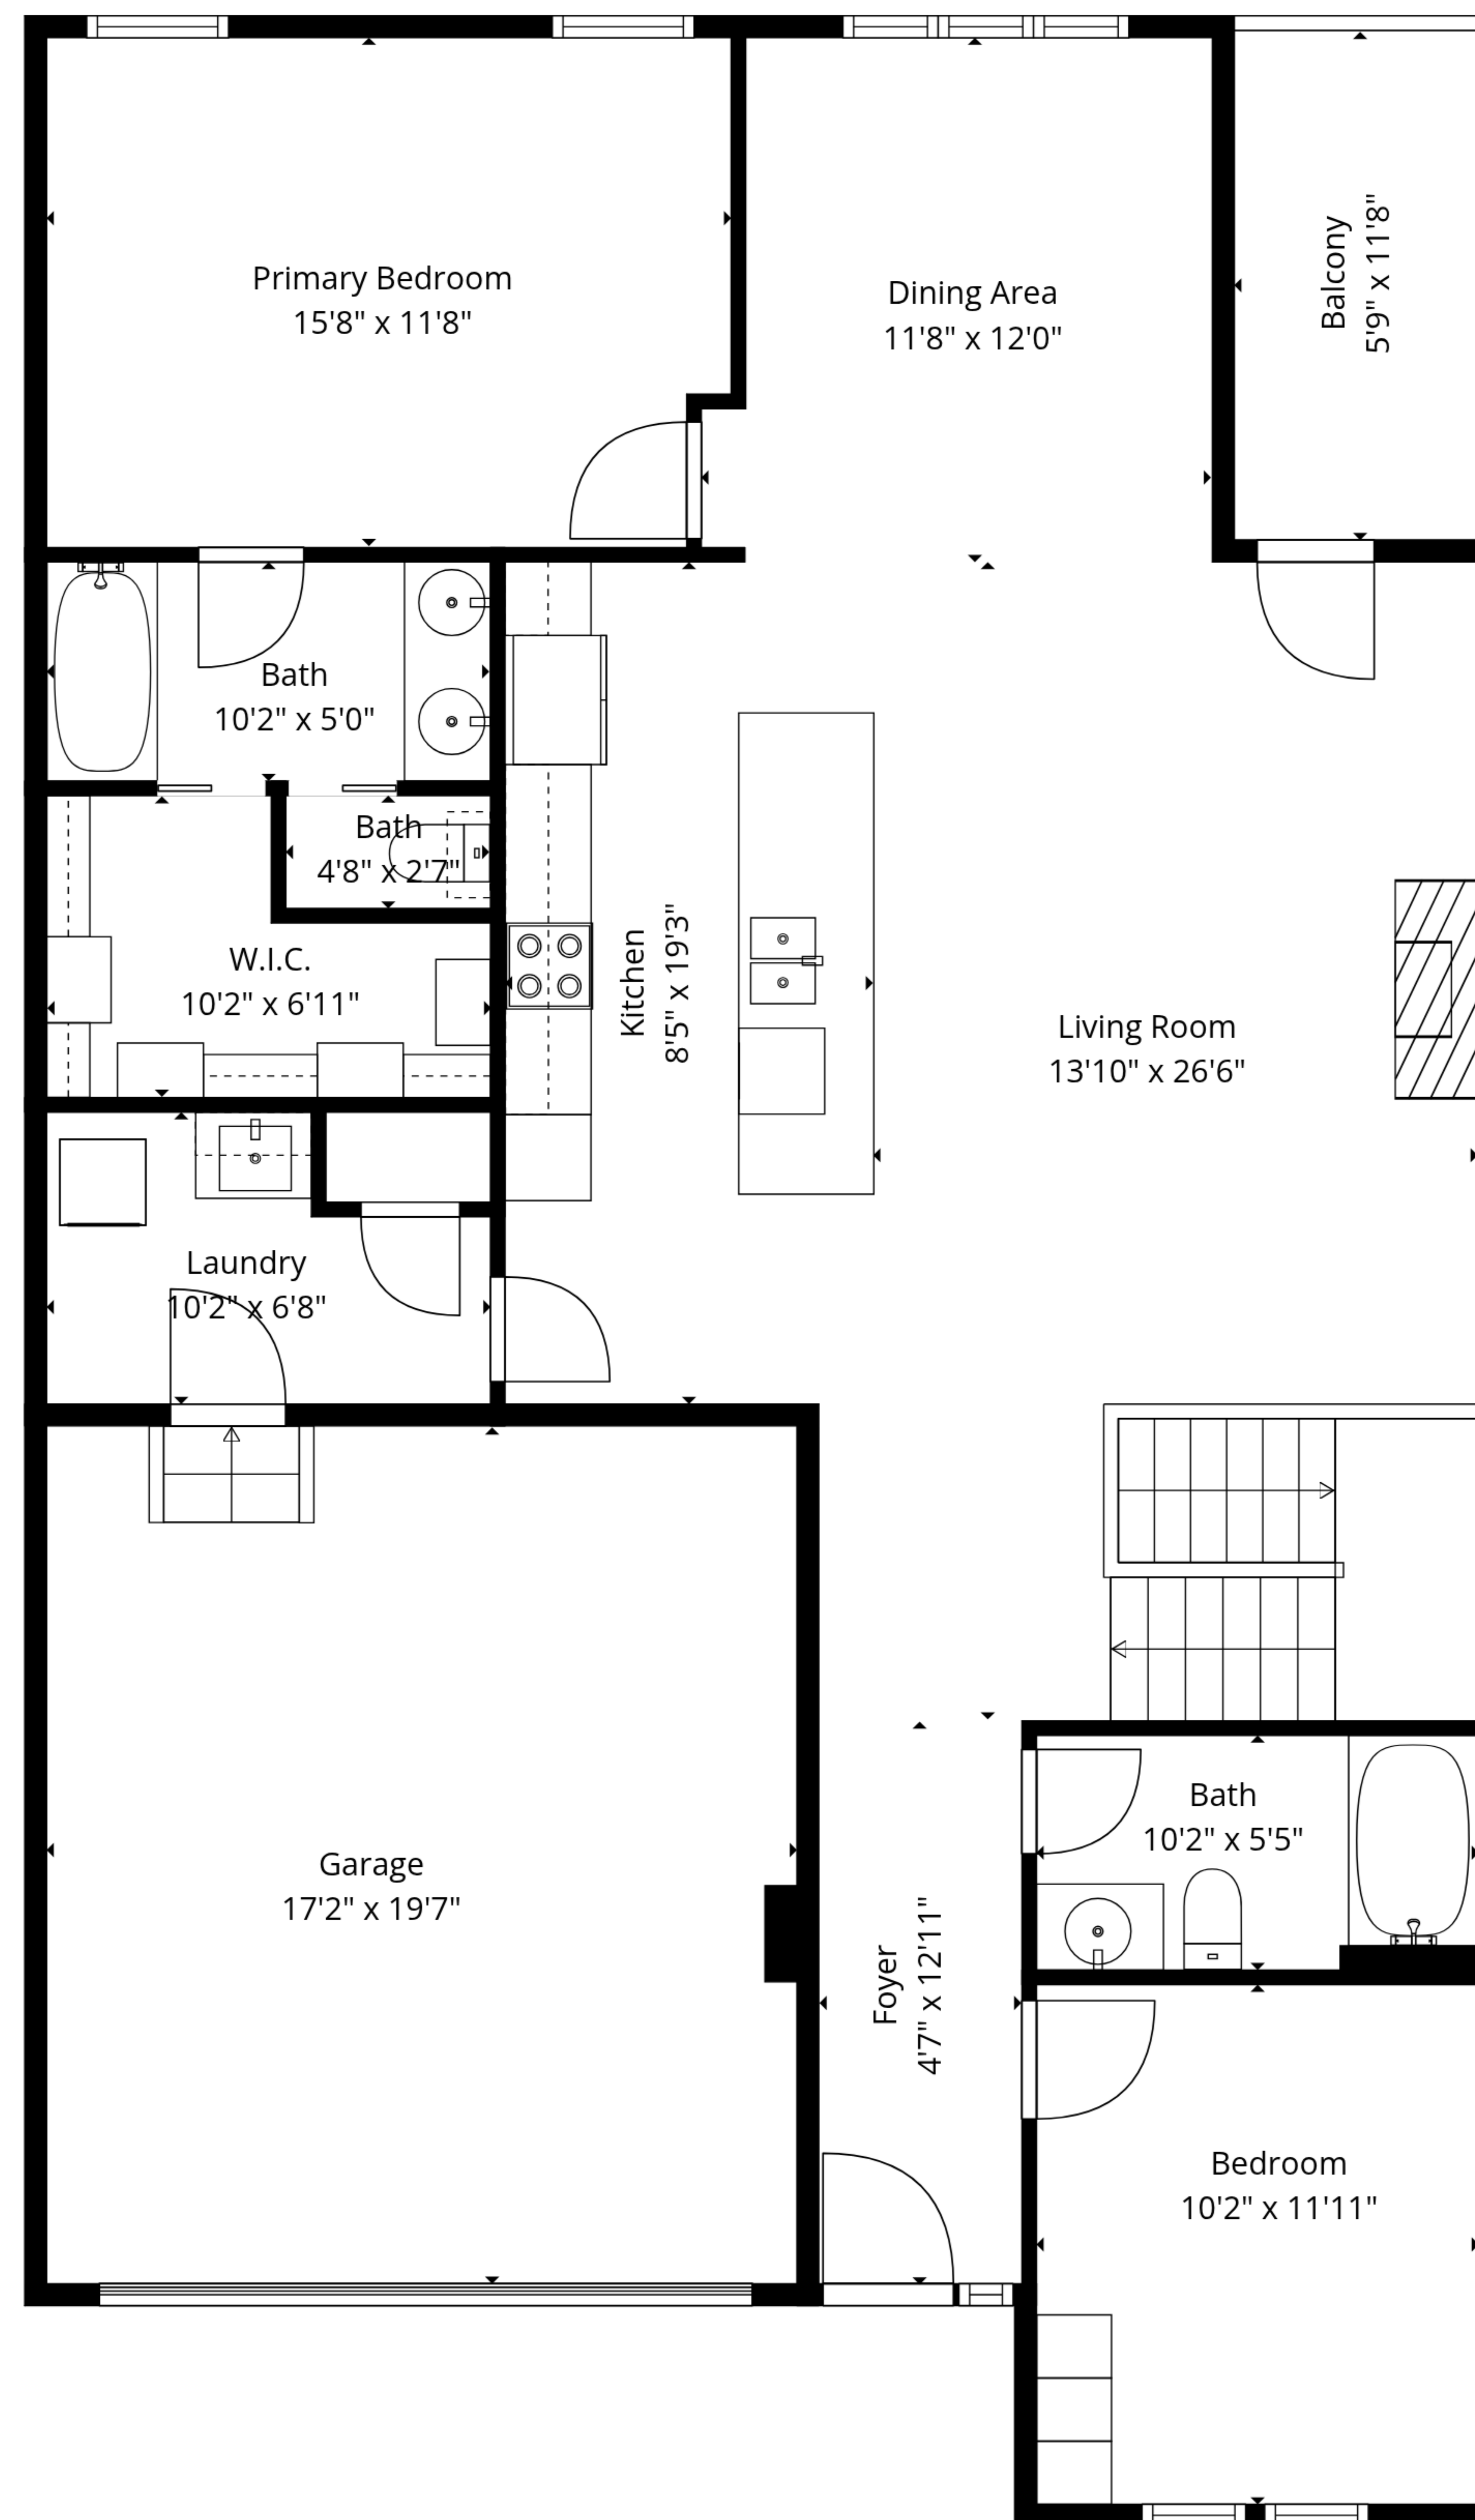 Primary Bedroom
15'8" x 11'8"
Dining Area
11'8" x 12'0"
Balcony
5'9" x 11'8"
Bath
10'2" x 5'0"
Bath
4'8" x 2'7"
W.I.C.
10'2" x 6'11"
Kitchen
8'5" x 19'3"
Living Room
13'10" x 26'6"
Laundry
10'2" x 6'8"
Garage
17'2" x 19'7"
Foyer
4'7" x 12'11"
Bath
10'2" x 5'5"
Bedroom
10'2" x 11'11"